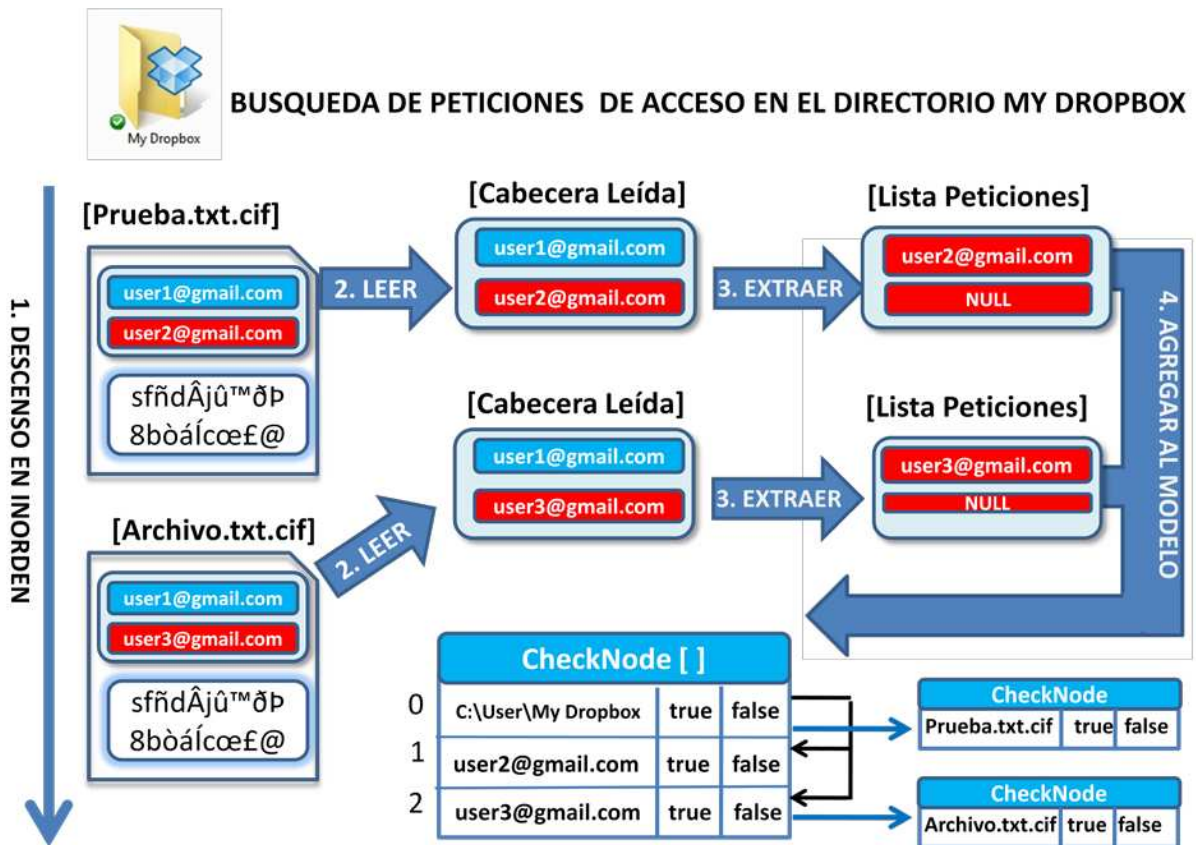 My Dropbox
BUSQUEDA DE PETICIONES DE ACCESO EN EL DIRECTORIO MY DROPBOX
1. DESCENSO EN INORDEN
[Prueba.txt.cif]
user1@gmail.com
user2@gmail.com
sfñdÂjû™ðÞ
8bòáÍcœ£@
2. LEER
[Cabecera Leída]
user1@gmail.com
user2@gmail.com
3. EXTRAER
[Lista Peticiones]
user2@gmail.com
NULL
4. AGREGAR AL MODELO
[Archivo.txt.cif]
user1@gmail.com
user3@gmail.com
sfñdÂjû™ðÞ
8bòáÍcœ£@
2. LEER
[Cabecera Leída]
user1@gmail.com
user3@gmail.com
3. EXTRAER
[Lista Peticiones]
user3@gmail.com
NULL
CheckNode [ ]
0 C:\User\My Dropbox true false
1 user2@gmail.com true false
2 user3@gmail.com true false
CheckNode
Prueba.txt.cif true false
CheckNode
Archivo.txt.cif true false